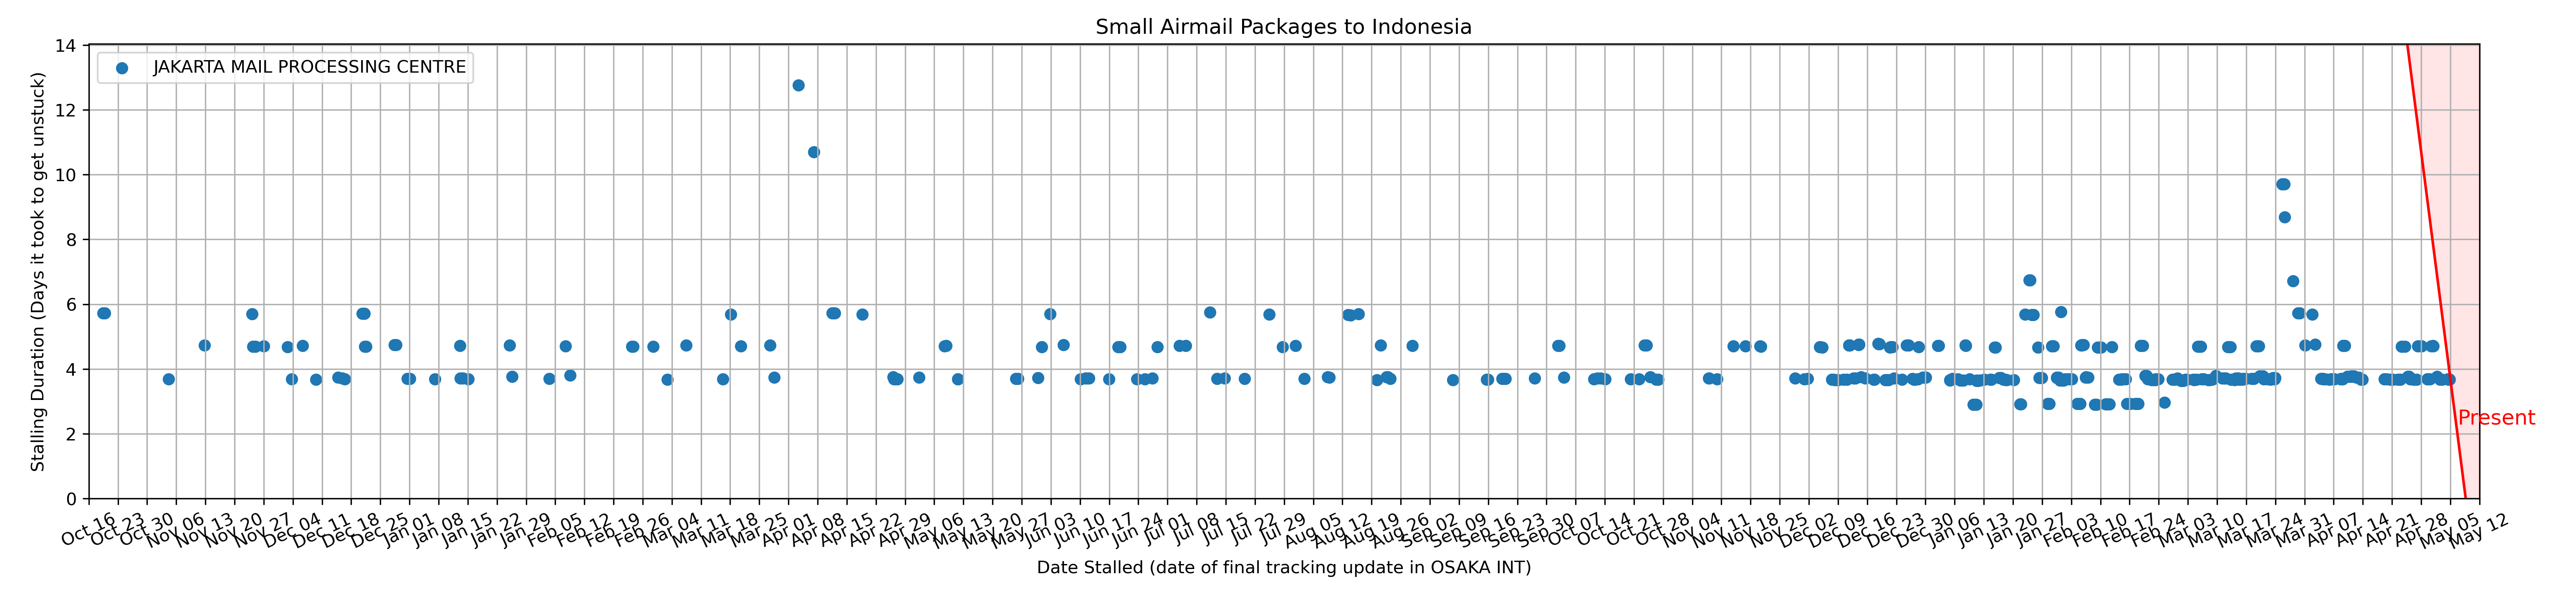 Small Airmail Packages to Indonesia
JAKARTA MAIL PROCESSING CENTRE
Stalling Duration (Days it took to get unstuck)
14
12
10
8
6
4
2
0
Present
Oct 16
Oct 23
Oct 30
Nov 06
Nov 13
Nov 20
Nov 27
Dec 04
Dec 11
Dec 18
Dec 25
Jan 01
Jan 08
Jan 15
Jan 22
Jan 29
Feb 05
Feb 12
Feb 19
Feb 26
Mar 04
Mar 11
Mar 18
Mar 25
Apr 01
Apr 08
Apr 15
Apr 22
Apr 29
May 06
May 13
May 20
May 27
Jun 03
Jun 10
Jun 17
Jun 24
Jul 01
Jul 08
Jul 15
Jul 22
Jul 29
Aug 05
Aug 12
Aug 19
Aug 26
Sep 02
Sep 09
Sep 16
Sep 23
Sep 30
Oct 07
Oct 14
Oct 21
Oct 28
Nov 04
Nov 11
Nov 18
Nov 25
Dec 02
Dec 09
Dec 16
Dec 23
Dec 30
Jan 06
Jan 13
Jan 20
Jan 27
Feb 03
Feb 10
Feb 17
Feb 24
Mar 03
Mar 10
Mar 17
Mar 24
Mar 31
Apr 07
Apr 14
Apr 21
Apr 28
May 05
May 12
Date Stalled (date of final tracking update in OSAKA INT)